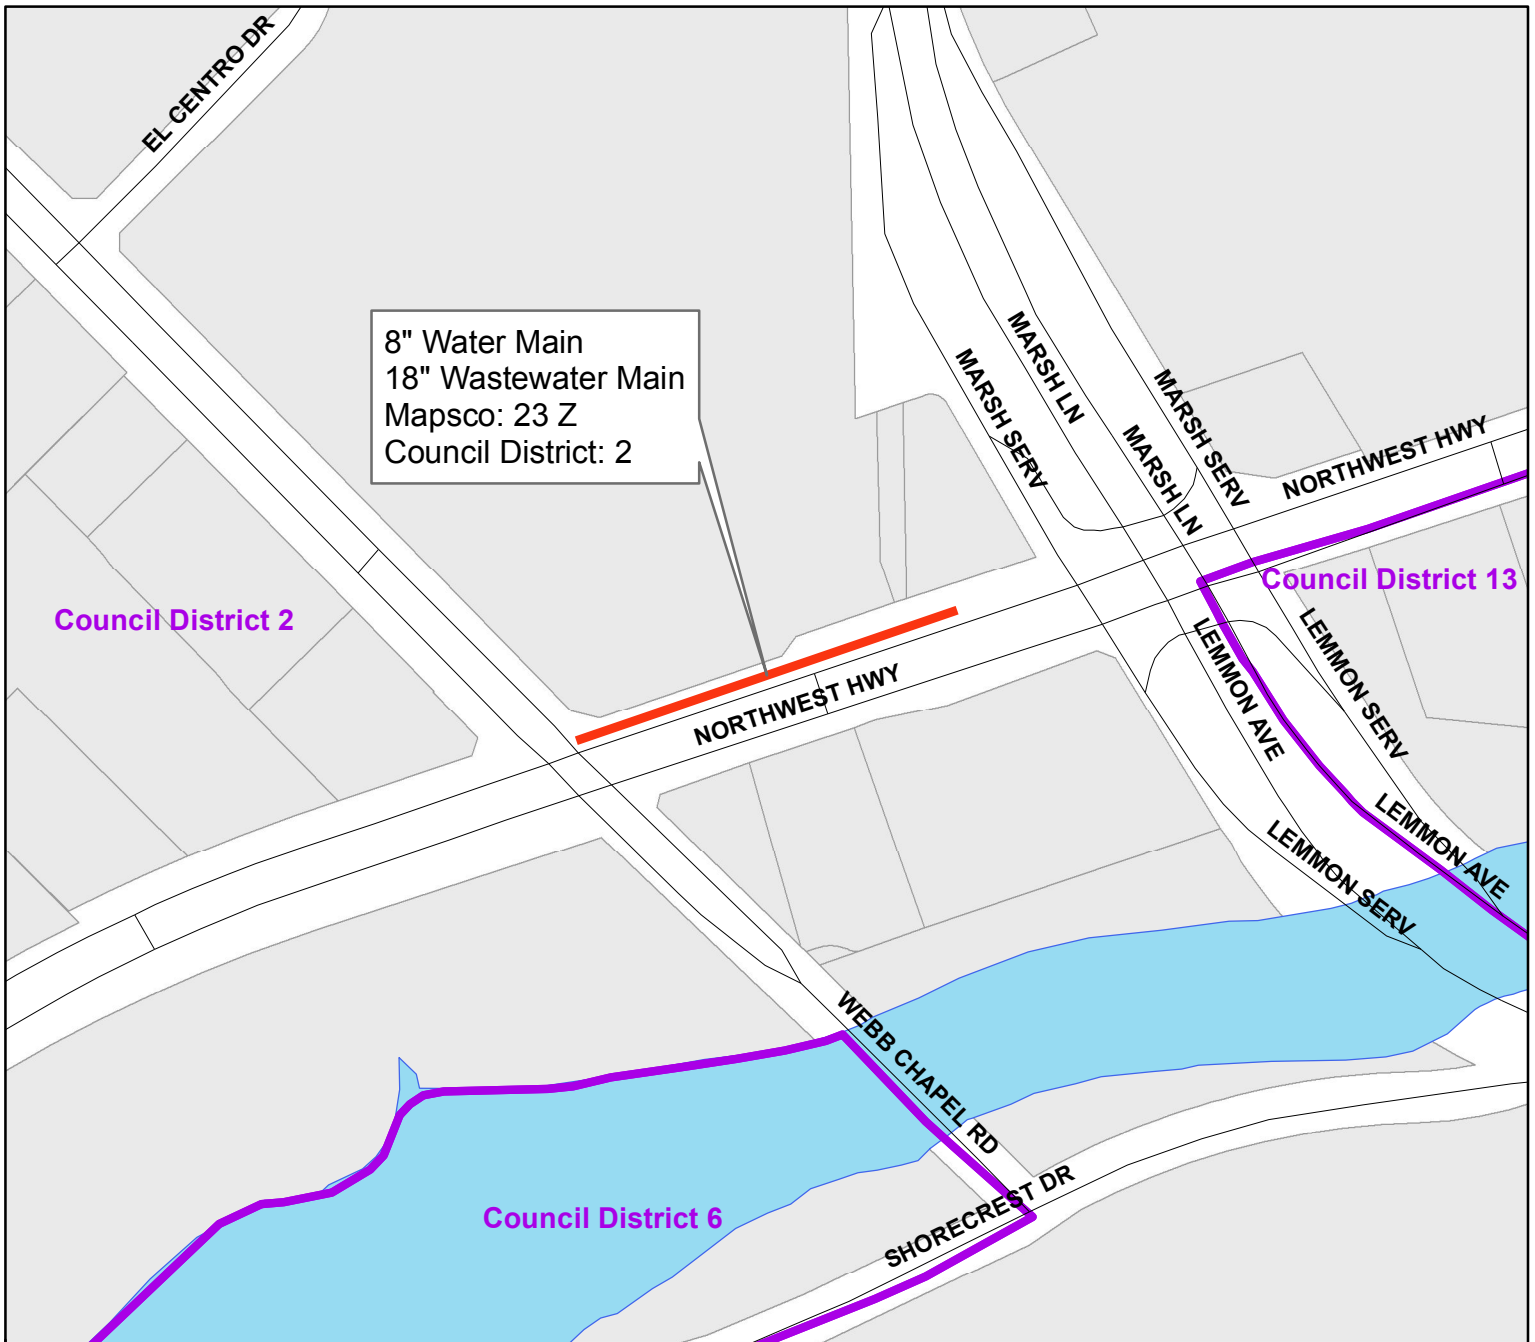 EL CENTRO DR
8" Water Main
18" Wastewater Main
Mapsco: 23 Z
Council District: 2
MARSH SERV
MARSH LN
MARSH SERV
MARSH LN
NORTHWEST HWY
Council District 13
Council District 2
NORTHWEST HWY
LEMMON AVE
LEMMON SERV
LEMMON AVE
LEMMON SERV
WEBB CHAPEL RD
SHORECREST DR
Council District 6